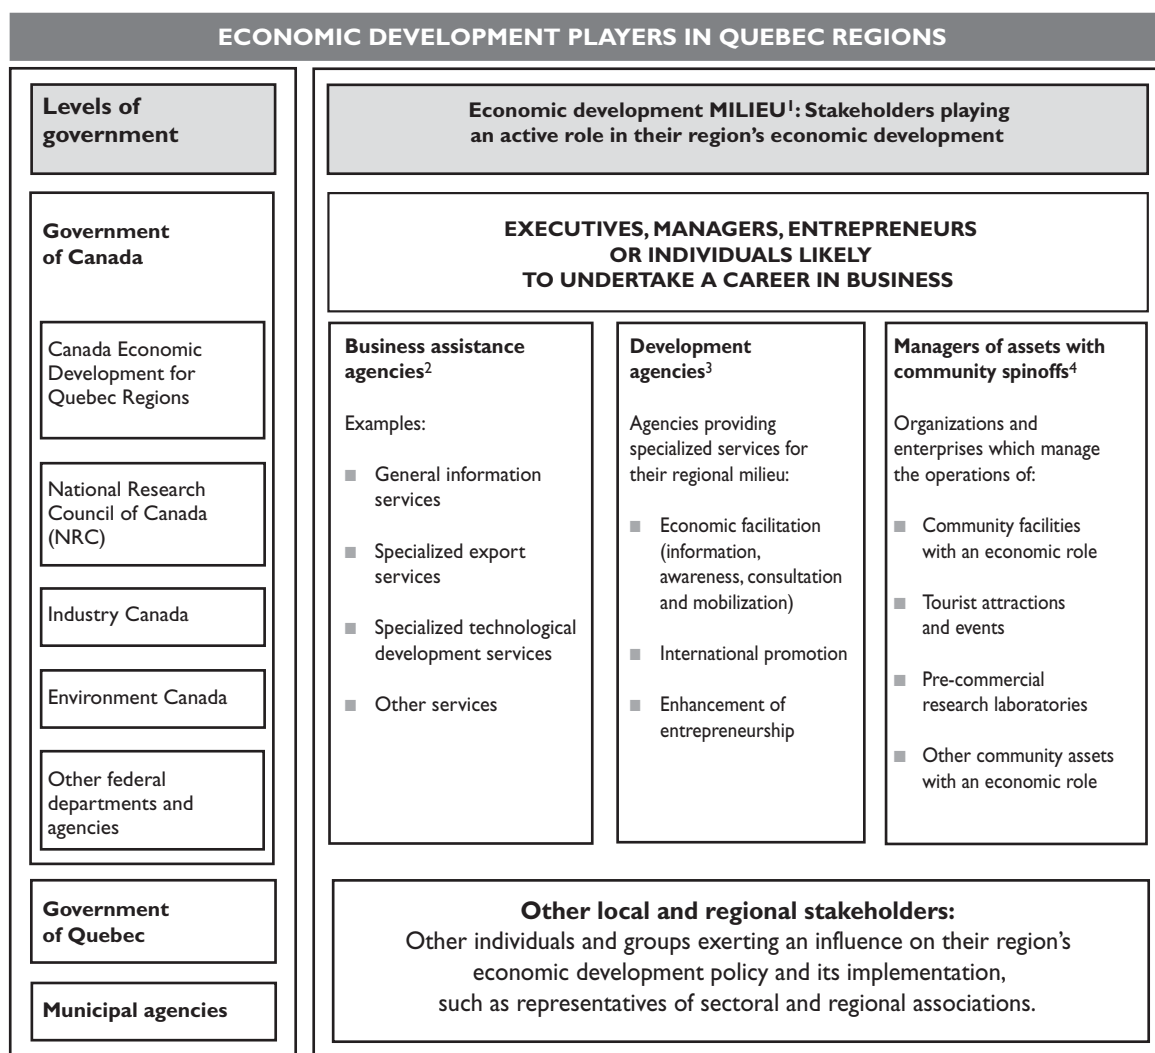 ECONOMIC DEVELOPMENT PLAYERS IN QUEBEC REGIONS
Levels of
government
Government
of Canada
Canada Economic
Development for
Quebec Regions
National Research
Council of Canada
(NRC)
Industry Canada
Environment Canada
Other federal
departments and
agencies
Government
of Quebec
Municipal agencies
Economic development MILIEU¹: Stakeholders playing
an active role in their region’s economic development
EXECUTIVES, MANAGERS, ENTREPRENEURS
OR INDIVIDUALS LIKELY
TO UNDERTAKE A CAREER IN BUSINESS
Business assistance
agencies²
Examples:
■ General information
services
■ Specialized export
services
■ Specialized technological
development services
■ Other services
Development
agencies³
Agencies providing
specialized services for
their regional milieu:
■ Economic facilitation
(information,
awareness, consultation
and mobilization)
■ International promotion
■ Enhancement of
entrepreneurship
Managers of assets with
community spinoffs⁴
Organizations and
enterprises which manage
the operations of:
■ Community facilities
with an economic role
■ Tourist attractions
and events
■ Pre-commercial
research laboratories
■ Other community assets
with an economic role
Other local and regional stakeholders:
Other individuals and groups exerting an influence on their region’s
economic development policy and its implementation,
such as representatives of sectoral and regional associations.